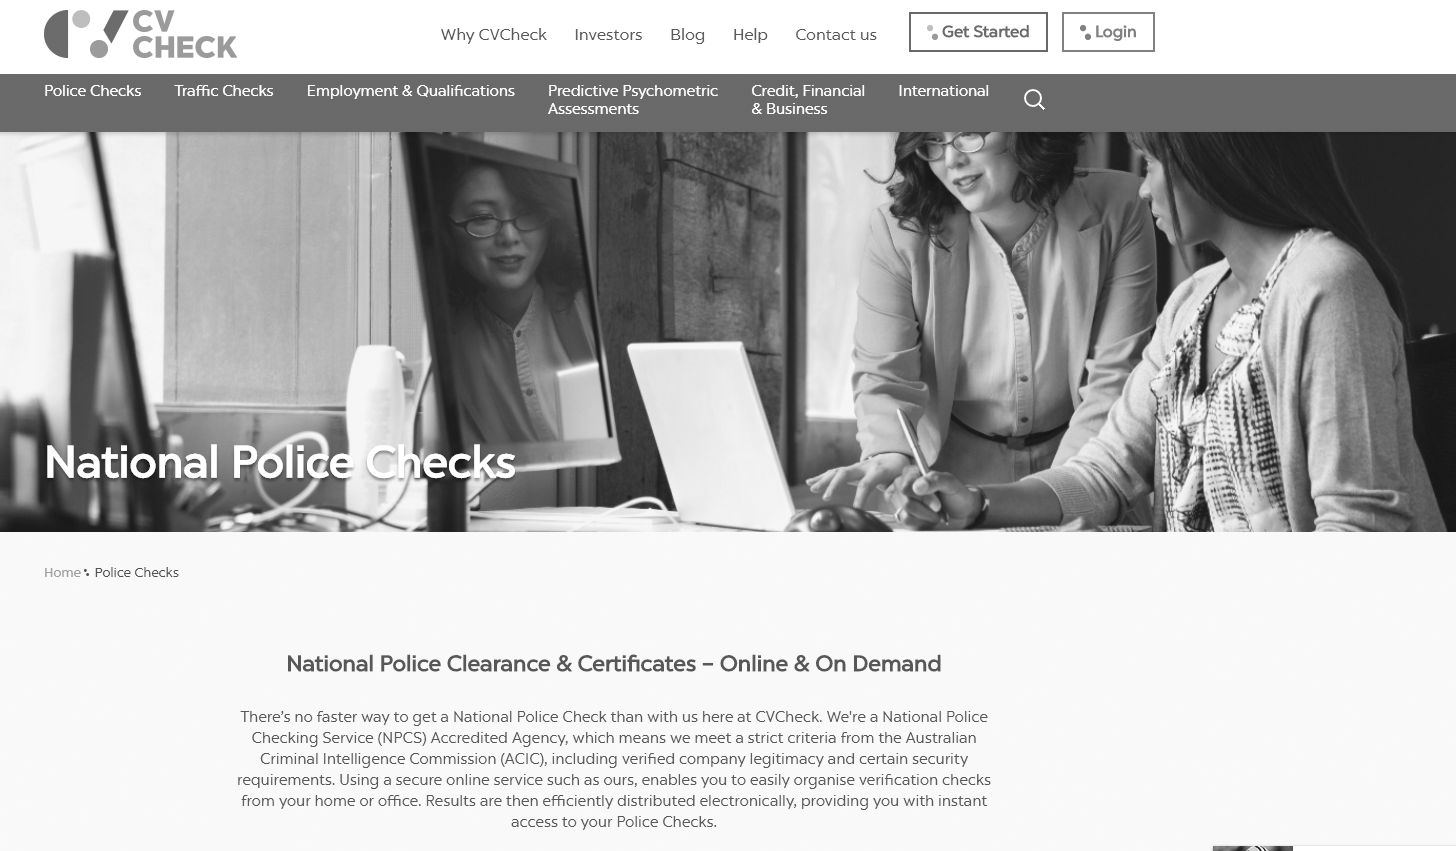 CV
CHECK
Why CVCheck
Investors
Blog
Help
Contact us
Get Started
Login
Police Checks
Traffic Checks
Employment & Qualifications
Predictive Psychometric
Assessments
Credit, Financial
& Business
International
National Police Checks
Home
Police Checks
National Police Clearance & Certificates – Online & On Demand
There's no faster way to get a National Police Check than with us here at CVCheck. We're a National Police
Checking Service (NPCS) Accredited Agency, which means we meet a strict criteria from the Australian
Criminal Intelligence Commission (ACIC), including verified company legitimacy and certain security
requirements. Using a secure online service such as ours, enables you to easily organise verification checks
from your home or office. Results are then efficiently distributed electronically, providing you with instant
access to your Police Checks.